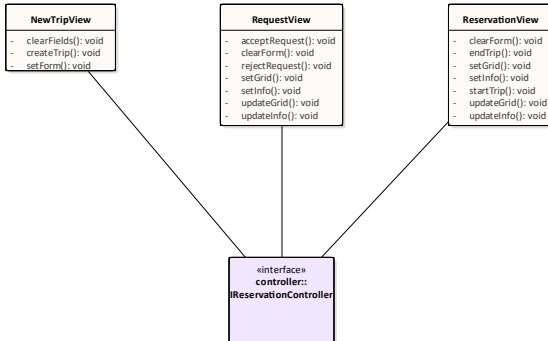 NewTripView
- clearFields(): void
- createTrip(): void
- setForm(): void
RequestView
- acceptRequest(): void
- clearForm(): void
- rejectRequest(): void
- setGrid(): void
- setInfo(): void
- updateGrid(): void
- updateInfo(): void
ReservationView
- clearForm(): void
- endTrip(): void
- setGrid(): void
- setInfo(): void
- startTrip(): void
- updateGrid(): void
- updateInfo(): void
«interface»
controller::
IReservationController